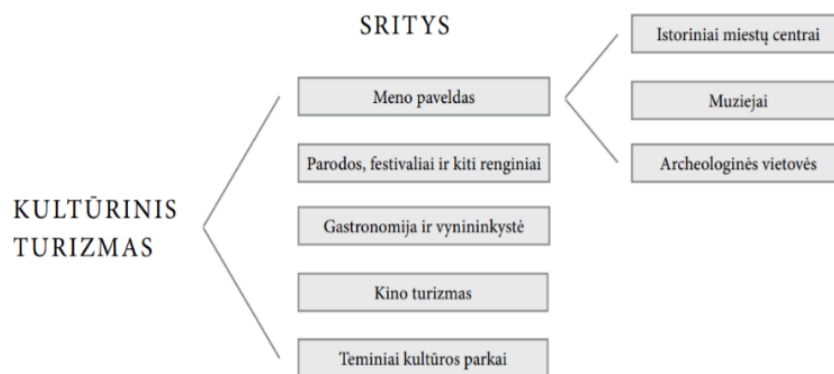 SRITYS
KULTŪRINIS
TURIZMAS
Meno paveldas
Parodos, festivaliai ir kiti renginiai
Gastronomija ir vynininkystė
Kino turizmas
Teminiai kultūros parkai
Istoriniai miestų centrai
Muziejai
Archeologinės vietovės